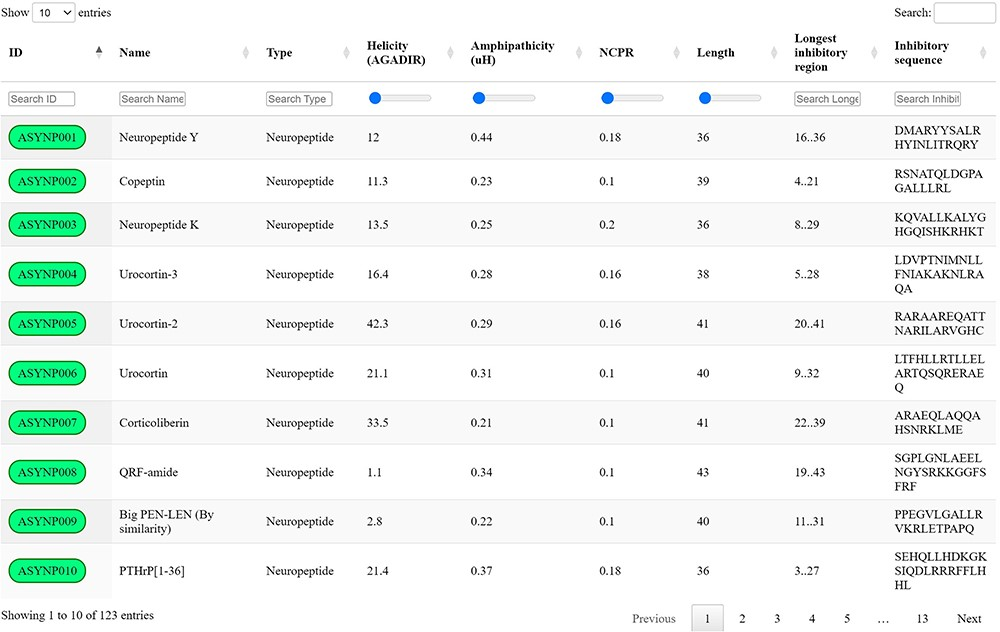 Show 10 entries Search:
ID Name Type Helicity (AGADIR) Amphipathicity (uH) NCPR Length Longest inhibitory region Inhibitory sequence
Search ID Search Name Search Type Search Longe Search Inhibit
ASYNP001 Neuropeptide Y Neuropeptide 12 0.44 0.18 36 16..36 DMARYYSALR
HYINLITRQRY
ASYNP002 Copeptin Neuropeptide 11.3 0.23 0.1 39 4..21 RSNATQLDGPA
GALLLRL
ASYNP003 Neuropeptide K Neuropeptide 13.5 0.25 0.2 36 8..29 KQVALLKALYG
HGQISHKRHKT
ASYNP004 Urocortin-3 Neuropeptide 16.4 0.28 0.16 38 5..28 LDVPTNIMNLL
FNIAKAKNLRA
QA
ASYNP005 Urocortin-2 Neuropeptide 42.3 0.29 0.16 41 20..41 RARAAREQATT
NARILARVGHC
ASYNP006 Urocortin Neuropeptide 21.1 0.31 0.1 40 9..32 LTFHLLRTLLEL
ARTQSQRERAE
Q
ASYNP007 Corticoliberin Neuropeptide 33.5 0.21 0.1 41 22..39 ARAEQLAQQA
HSNRKLME
ASYNP008 QRF-amide Neuropeptide 1.1 0.34 0.1 43 19..43 SGPLGNLAEEL
NGYSRKKGGFS
FRF
ASYNP009 Big PEN-LEN (By similarity) Neuropeptide 2.8 0.22 0.1 40 11..31 PPEGVLGALLR
VKRLETPAPQ
ASYNP010 PTHrP[1-36] Neuropeptide 21.4 0.37 0.18 36 3..27 SEHQLLHDKGK
SIQDLRRRFFLH
HL
Showing 1 to 10 of 123 entries Previous 1 2 3 4 5 … 13 Next